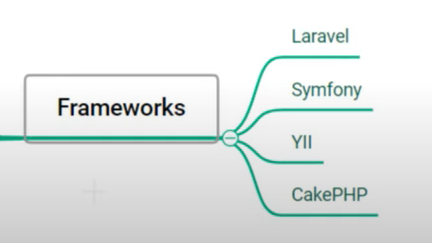 Frameworks
Laravel
Symfony
YII
CakePHP